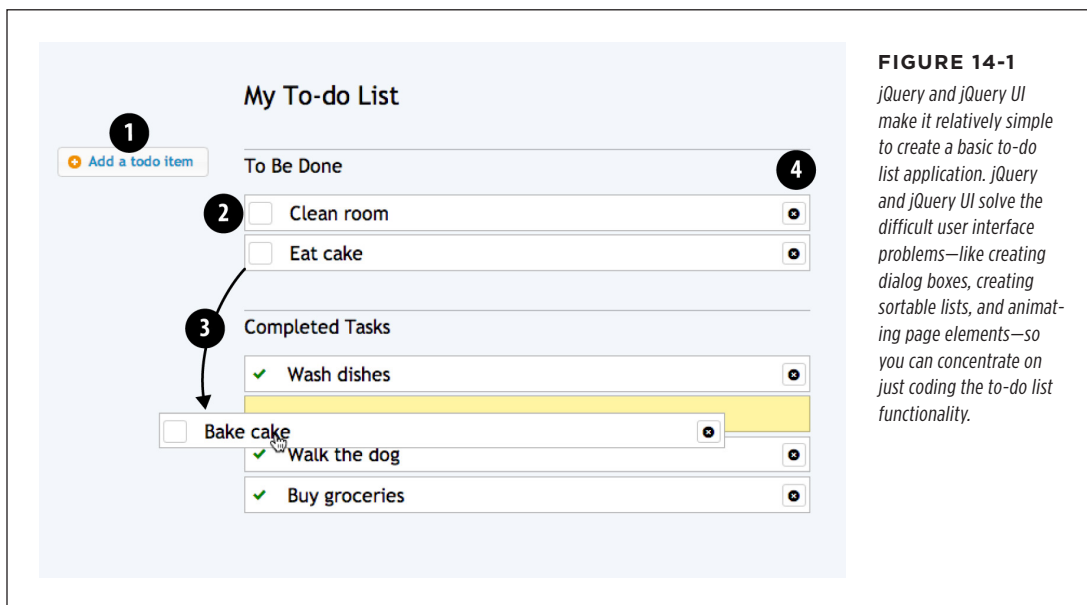 My To-do List
1
Add a todo item
To Be Done
4
2
Clean room
Eat cake
3
Completed Tasks
Wash dishes
Bake cake
Walk the dog
Buy groceries
FIGURE 14-1
jQuery and jQuery UI
make it relatively simple
to create a basic to-do
list application. jQuery
and jQuery UI solve the
difficult user interface
problems—like creating
dialog boxes, creating
sortable lists, and animat-
ing page elements—so
you can concentrate on
just coding the to-do list
functionality.